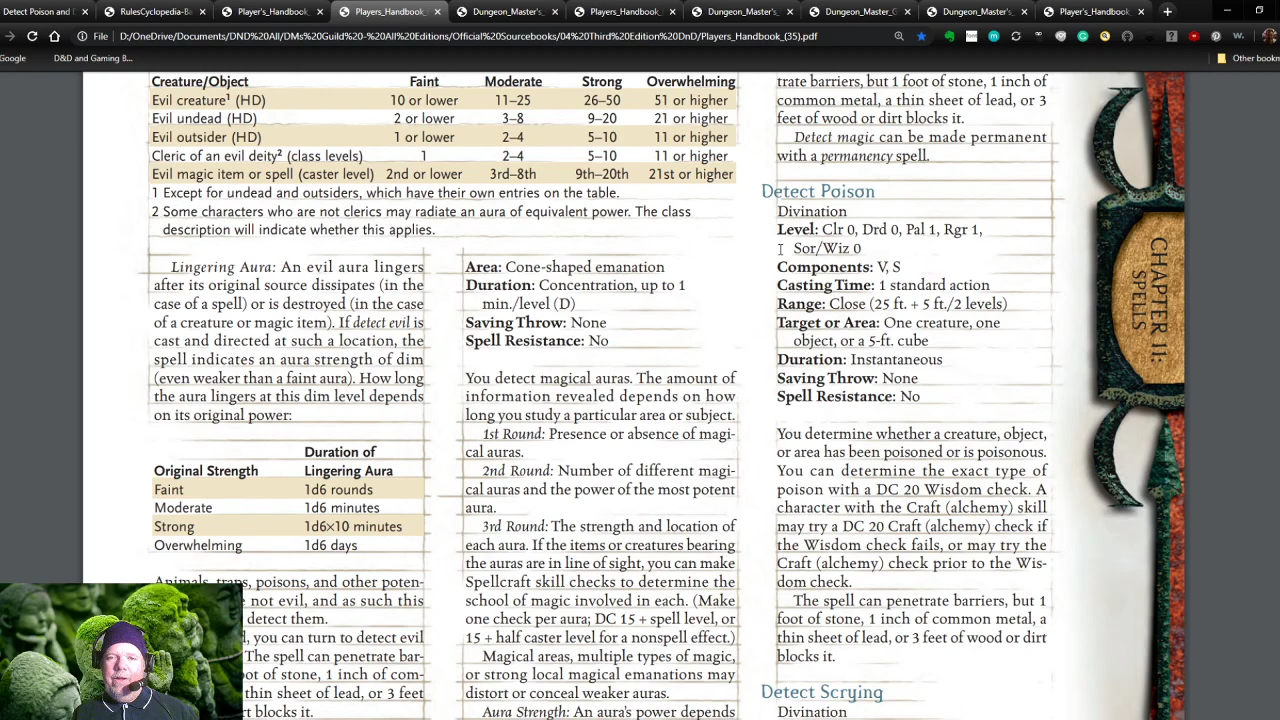 Detect Poison and D
RulesCyclopedia-Ba
Player's_Handbook_
Players_Handbook_
Dungeon_Master's_
Players_Handbook_
Dungeon_Master's_
Dungeon_Master_G
Dungeon_Master's_
Player's_Handbook_
File | D:/OneDrive/Documents/DND%20All/DMs%20Guild%20-%20All%20Editions/Official%20Sourcebooks/04%20Third%20Edition%20DnD/Players_Handbook_(35).pdf
Google
D&D and Gaming B...
Other bookm
Creature/Object Faint Moderate Strong Overwhelming
Evil creature1 (HD) 10 or lower 11–25 26–50 51 or higher
Evil undead (HD) 2 or lower 3–8 9–20 21 or higher
Evil outsider (HD) 1 or lower 2–4 5–10 11 or higher
Cleric of an evil deity2 (class levels) 1 2–4 5–10 11 or higher
Evil magic item or spell (caster level) 2nd or lower 3rd–8th 9th–20th 21st or higher
1 Except for undead and outsiders, which have their own entries on the table.
2 Some characters who are not clerics may radiate an aura of equivalent power. The class
description will indicate whether this applies.
Lingering Aura: An evil aura lingers
after its original source dissipates (in the
case of a spell) or is destroyed (in the case
of a creature or magic item). If detect evil is
cast and directed at such a location, the
spell indicates an aura strength of dim
(even weaker than a faint aura). How long
the aura lingers at this dim level depends
on its original power:
Duration of
Original Strength Lingering Aura
Faint 1d6 rounds
Moderate 1d6 minutes
Strong 1d6×10 minutes
Overwhelming 1d6 days
Animals, traps, poisons, and other poten-
not evil, and as such this
detect them.
, you can turn to detect evil
The spell can penetrate bar-
ot of stone, 1 inch of com-
thin sheet of lead, or 3 feet
rt blocks it.
Area: Cone-shaped emanation
Duration: Concentration, up to 1
min./level (D)
Saving Throw: None
Spell Resistance: No
You detect magical auras. The amount of
information revealed depends on how
long you study a particular area or subject.
1st Round: Presence or absence of magi-
cal auras.
2nd Round: Number of different magi-
cal auras and the power of the most potent
aura.
3rd Round: The strength and location of
each aura. If the items or creatures bearing
the auras are in line of sight, you can make
Spellcraft skill checks to determine the
school of magic involved in each. (Make
one check per aura; DC 15 + spell level, or
15 + half caster level for a nonspell effect.)
Magical areas, multiple types of magic,
or strong local magical emanations may
distort or conceal weaker auras.
Aura Strength: An aura's power depends
trate barriers, but 1 foot of stone, 1 inch of
common metal, a thin sheet of lead, or 3
feet of wood or dirt blocks it.
Detect magic can be made permanent
with a permanency spell.
Detect Poison
Divination
Level: Clr 0, Drd 0, Pal 1, Rgr 1,
Sor/Wiz 0
Components: V, S
Casting Time: 1 standard action
Range: Close (25 ft. + 5 ft./2 levels)
Target or Area: One creature, one
object, or a 5-ft. cube
Duration: Instantaneous
Saving Throw: None
Spell Resistance: No
You determine whether a creature, object,
or area has been poisoned or is poisonous.
You can determine the exact type of
poison with a DC 20 Wisdom check. A
character with the Craft (alchemy) skill
may try a DC 20 Craft (alchemy) check if
the Wisdom check fails, or may try the
Craft (alchemy) check prior to the Wis-
dom check.
The spell can penetrate barriers, but 1
foot of stone, 1 inch of common metal, a
thin sheet of lead, or 3 feet of wood or dirt
blocks it.
Detect Scrying
Divination
CHAPTER 11:
SPELLS